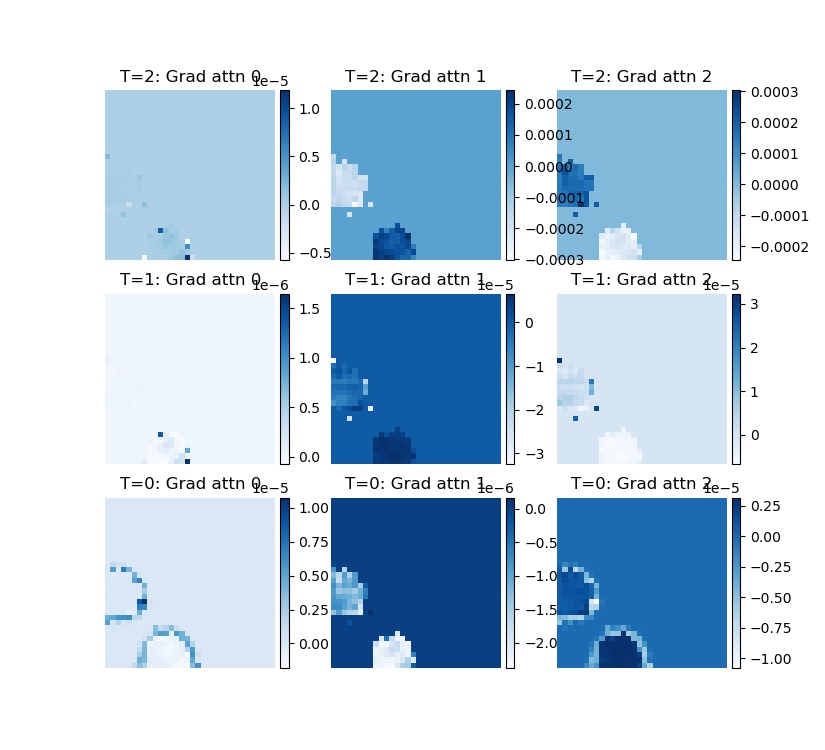 T=2: Grad attn 0
1e−5
1.0
0.5
0.0
−0.5
T=2: Grad attn 1
0.0002
0.0001
0.0000
−0.0001
−0.0002
−0.0003
T=2: Grad attn 2
0.0003
0.0002
0.0001
0.0000
−0.0001
−0.0002
T=1: Grad attn 0
1e−6
1.5
1.0
0.5
0.0
T=1: Grad attn 1
1e−5
0
−1
−2
−3
T=1: Grad attn 2
1e−5
3
2
1
0
T=0: Grad attn 0
1e−5
1.00
0.75
0.50
0.25
0.00
T=0: Grad attn 1
1e−6
0.0
−0.5
−1.0
−1.5
−2.0
T=0: Grad attn 2
1e−5
0.25
0.00
−0.25
−0.50
−0.75
−1.00